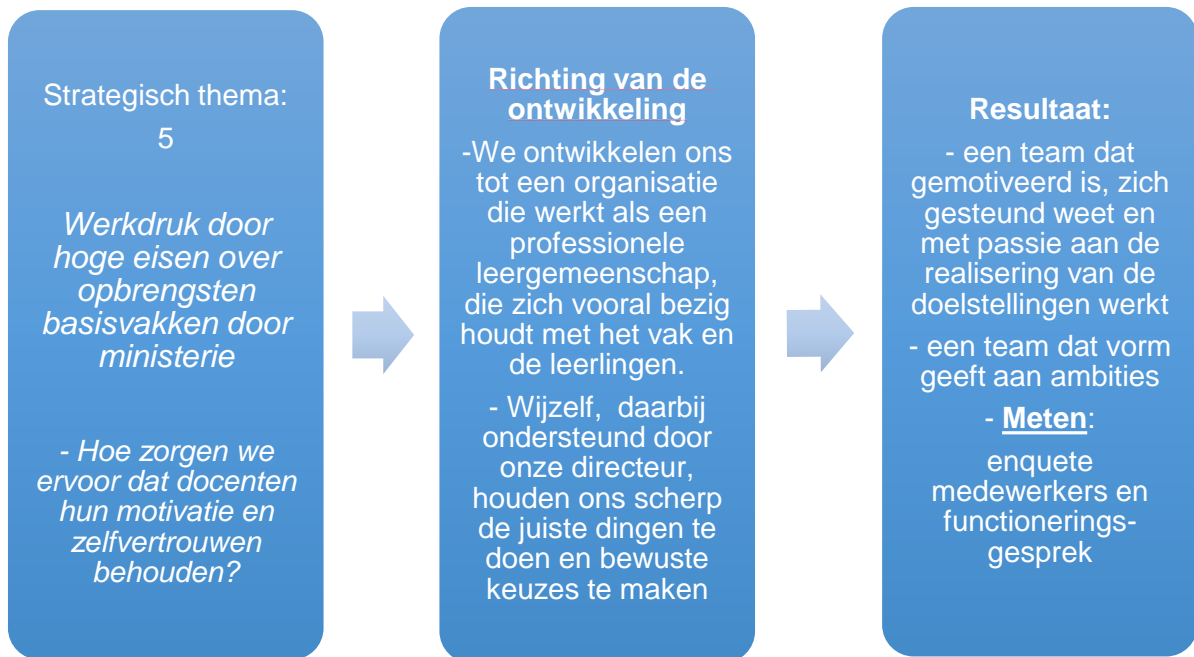 Strategisch thema:
5
Werkdruk door
hoge eisen over
opbrengsten
basisvakken door
ministerie
- Hoe zorgen we
ervoor dat docenten
hun motivatie en
zelfvertrouwen
behouden?
Richting van de
ontwikkeling
-We ontwikkelen ons
tot een organisatie
die werkt als een
professionele
leergemeenschap,
die zich vooral bezig
houdt met het vak en
de leerlingen.
- Wijzelf, daarbij
ondersteund door
onze directeur,
houden ons scherp
de juiste dingen te
doen en bewuste
keuzes te maken
Resultaat:
- een team dat
gemotiveerd is, zich
gesteund weet en
met passie aan de
realisering van de
doelstellingen werkt
- een team dat vorm
geeft aan ambities
- Meten:
enquete
medewerkers en
functionerings-
gesprek